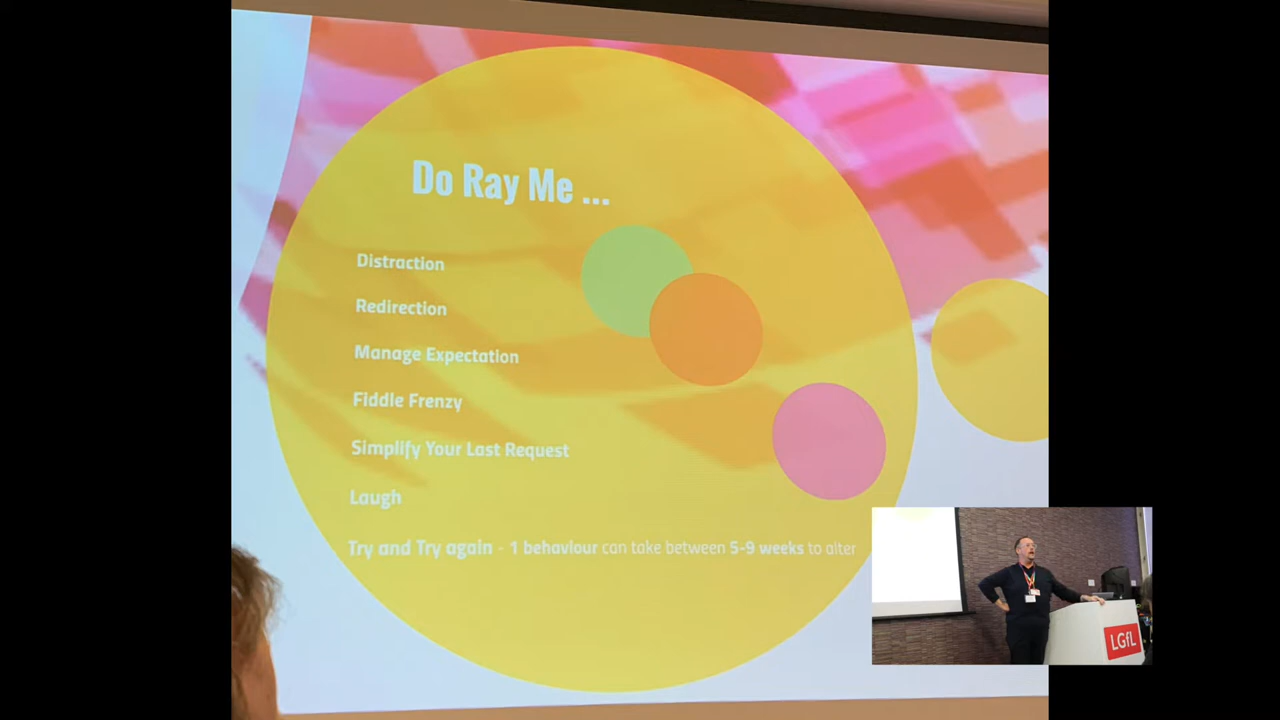 Do Ray Me ...
Distraction
Redirection
Manage Expectation
Fiddle Frenzy
Simplify Your Last Request
Laugh
Try and Try again - 1 behaviour can take between 5-9 weeks to alter
LGfL